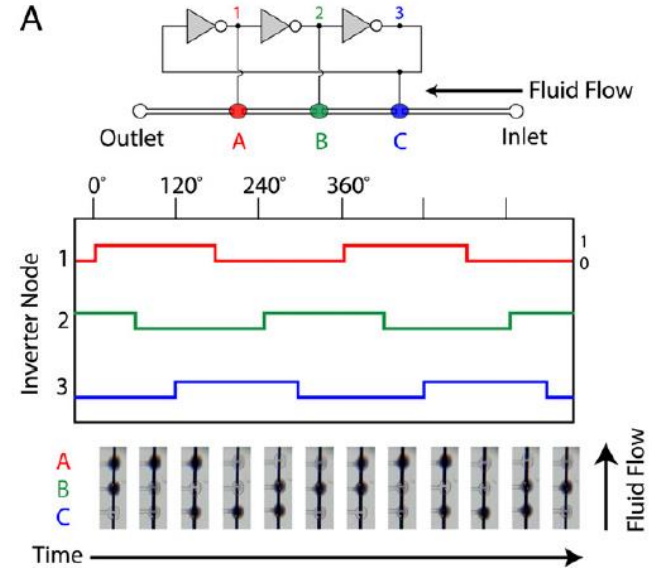 A
1 2 3
Fluid Flow
Outlet
A
B
C
Inlet
0° 120° 240° 360°
Inverter Node
1
2
3
1
0
A
B
C
Fluid Flow
Time